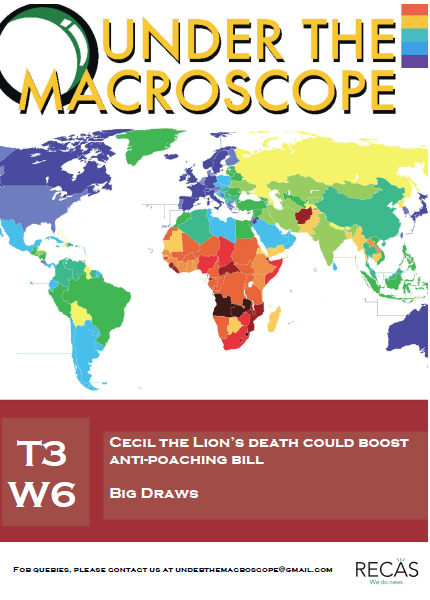 UNDER THE
MACROSCOPE
T3
W6
CECIL THE LION'S DEATH COULD BOOST
ANTI-POACHING BILL
BIG DRAWS
FOR QUERIES, PLEASE CONTACT US AT UNDERTHEMACROSCOPE@GMAIL.COM
RECAS
We do news